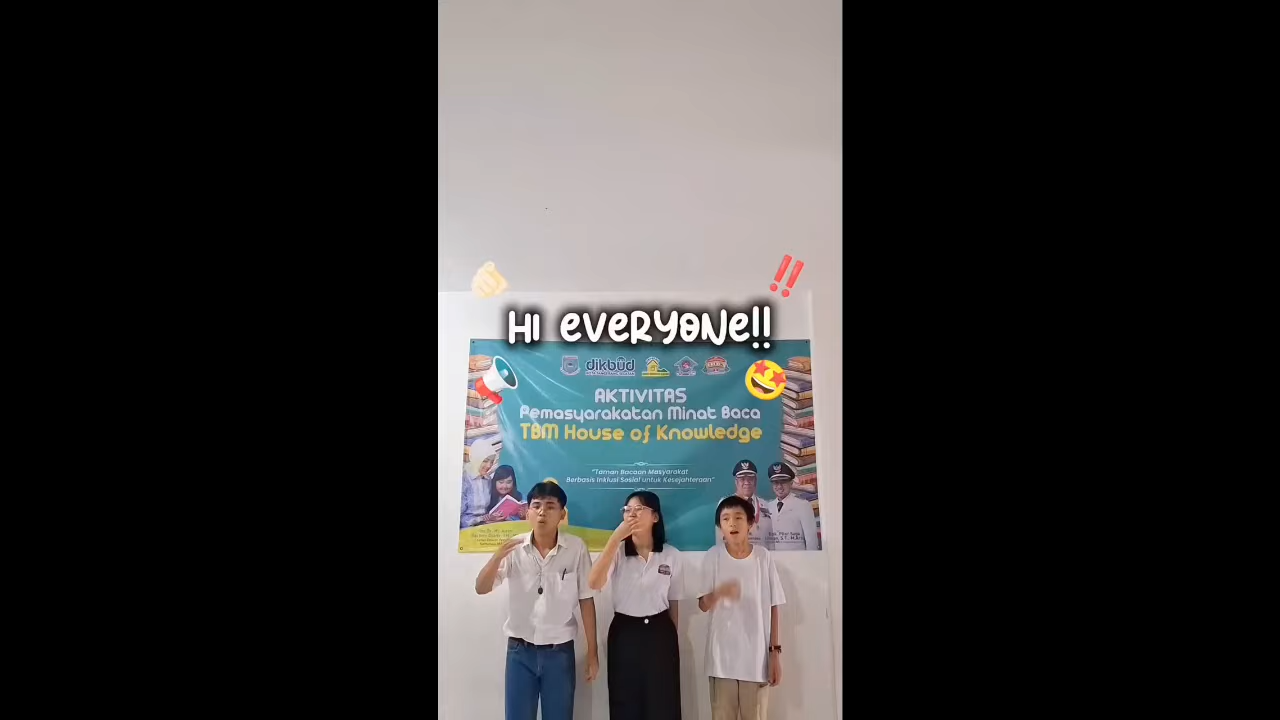 HI EVERYONE!!
dikbud
AKTIVITAS
Pemasyarakatan Minat Baca
TBM House of Knowledge
"Taman Bacaan Masyarakat
Berbasis Inklusi Sosial untuk Kesejahteraan"